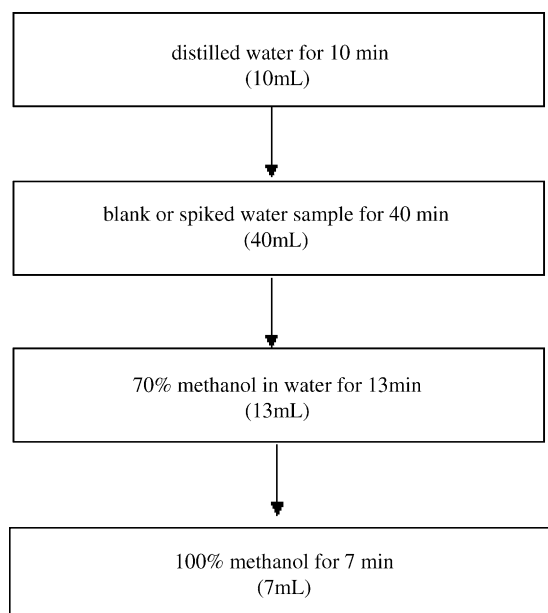 distilled water for 10 min
(10mL)
blank or spiked water sample for 40 min
(40mL)
70% methanol in water for 13min
(13mL)
100% methanol for 7 min
(7mL)